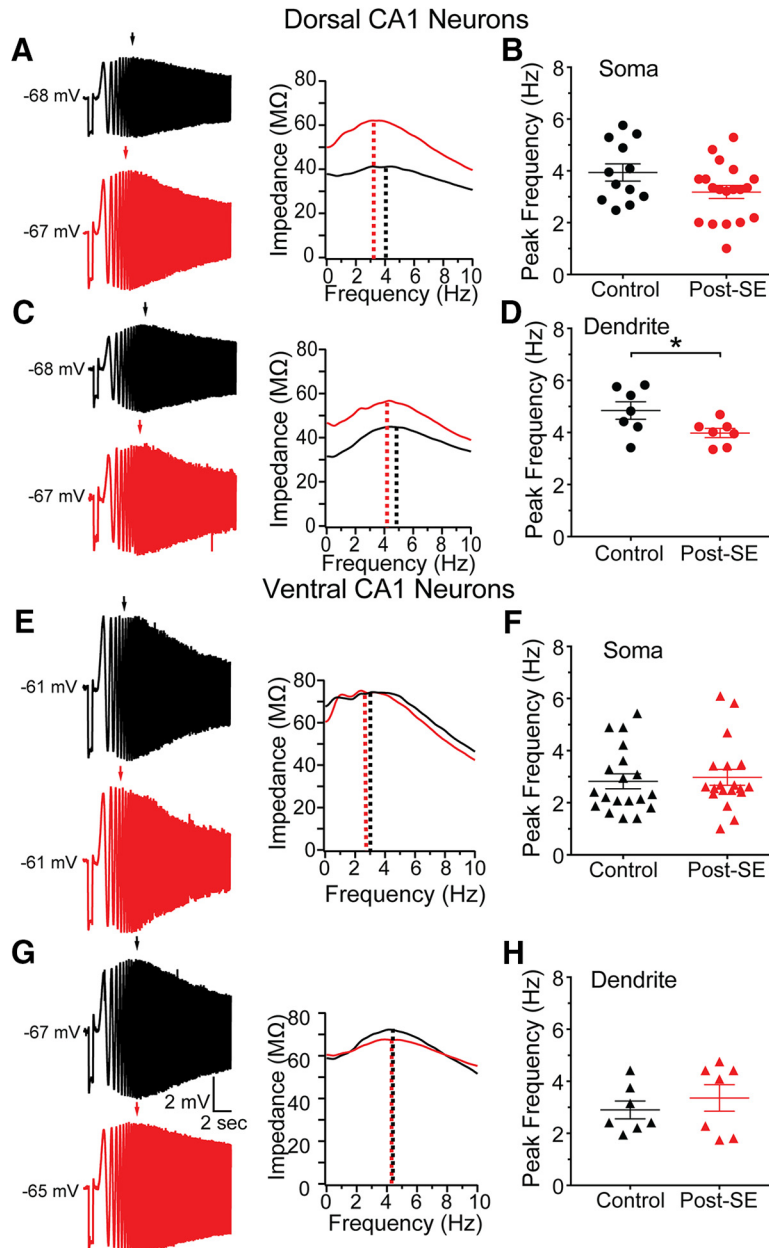 Dorsal CA1 Neurons
A
-68 mV
-67 mV
Impedance (MΩ)
80
60
40
20
0
0 2 4 6 8 10
Frequency (Hz)
B
Soma
Peak Frequency (Hz)
8
6
4
2
0
Control Post-SE
C
-68 mV
-67 mV
Impedance (MΩ)
80
60
40
20
0
0 2 4 6 8 10
Frequency (Hz)
D
Dendrite
*
Peak Frequency (Hz)
8
6
4
2
0
Control Post-SE
Ventral CA1 Neurons
E
-61 mV
-61 mV
Impedance (MΩ)
80
60
40
20
0
0 2 4 6 8 10
Frequency (Hz)
F
Soma
Peak Frequency (Hz)
8
6
4
2
0
Control Post-SE
G
-67 mV
2 mV
2 sec
-65 mV
Impedance (MΩ)
80
60
40
20
0
0 2 4 6 8 10
Frequency (Hz)
H
Dendrite
Peak Frequency (Hz)
8
6
4
2
0
Control Post-SE